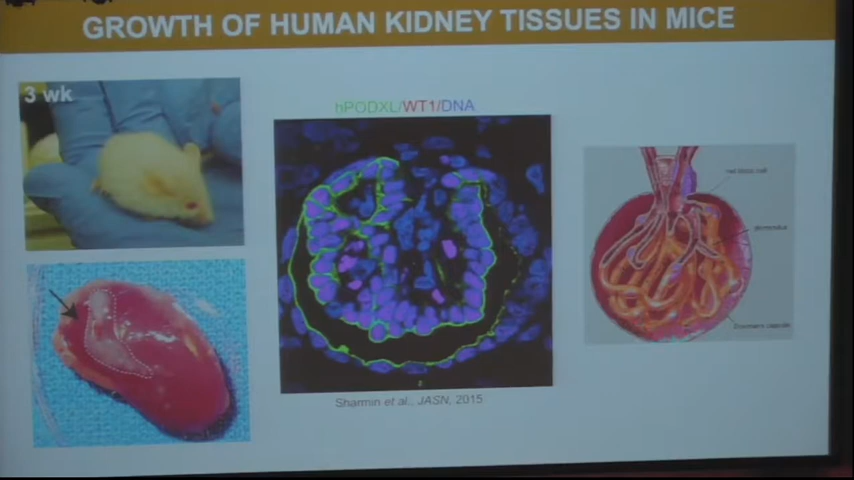 GROWTH OF HUMAN KIDNEY TISSUES IN MICE
3 wk
hPODXL/WT1/DNA
red blood cell
glomerulus
Bowman's capsule
Sharmin et al., JASN, 2015